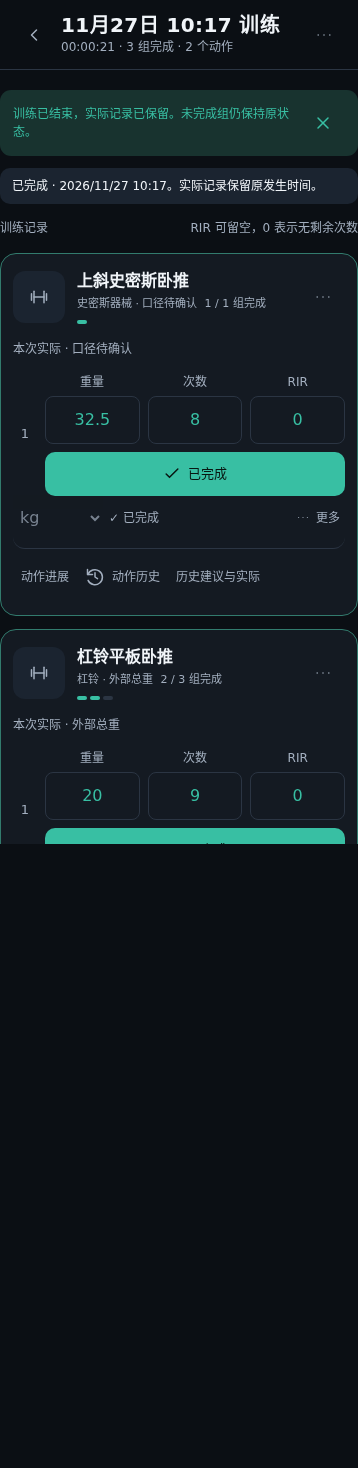 11月27日 10:17 训练
00:00:21 · 3 组完成 · 2 个动作
训练已结束，实际记录已保留。未完成组仍保持原状
态。
已完成 · 2026/11/27 10:17。实际记录保留原发生时间。
训练记录
RIR 可留空，0 表示无剩余次数
上斜史密斯卧推
史密斯器械 · 口径待确认 1 / 1 组完成
本次实际 · 口径待确认
重量 次数 RIR
1 32.5 8 0
已完成
kg ✓ 已完成 ··· 更多
动作进展 动作历史 历史建议与实际
杠铃平板卧推
杠铃 · 外部总重 2 / 3 组完成
本次实际 · 外部总重
重量 次数 RIR
1 20 9 0